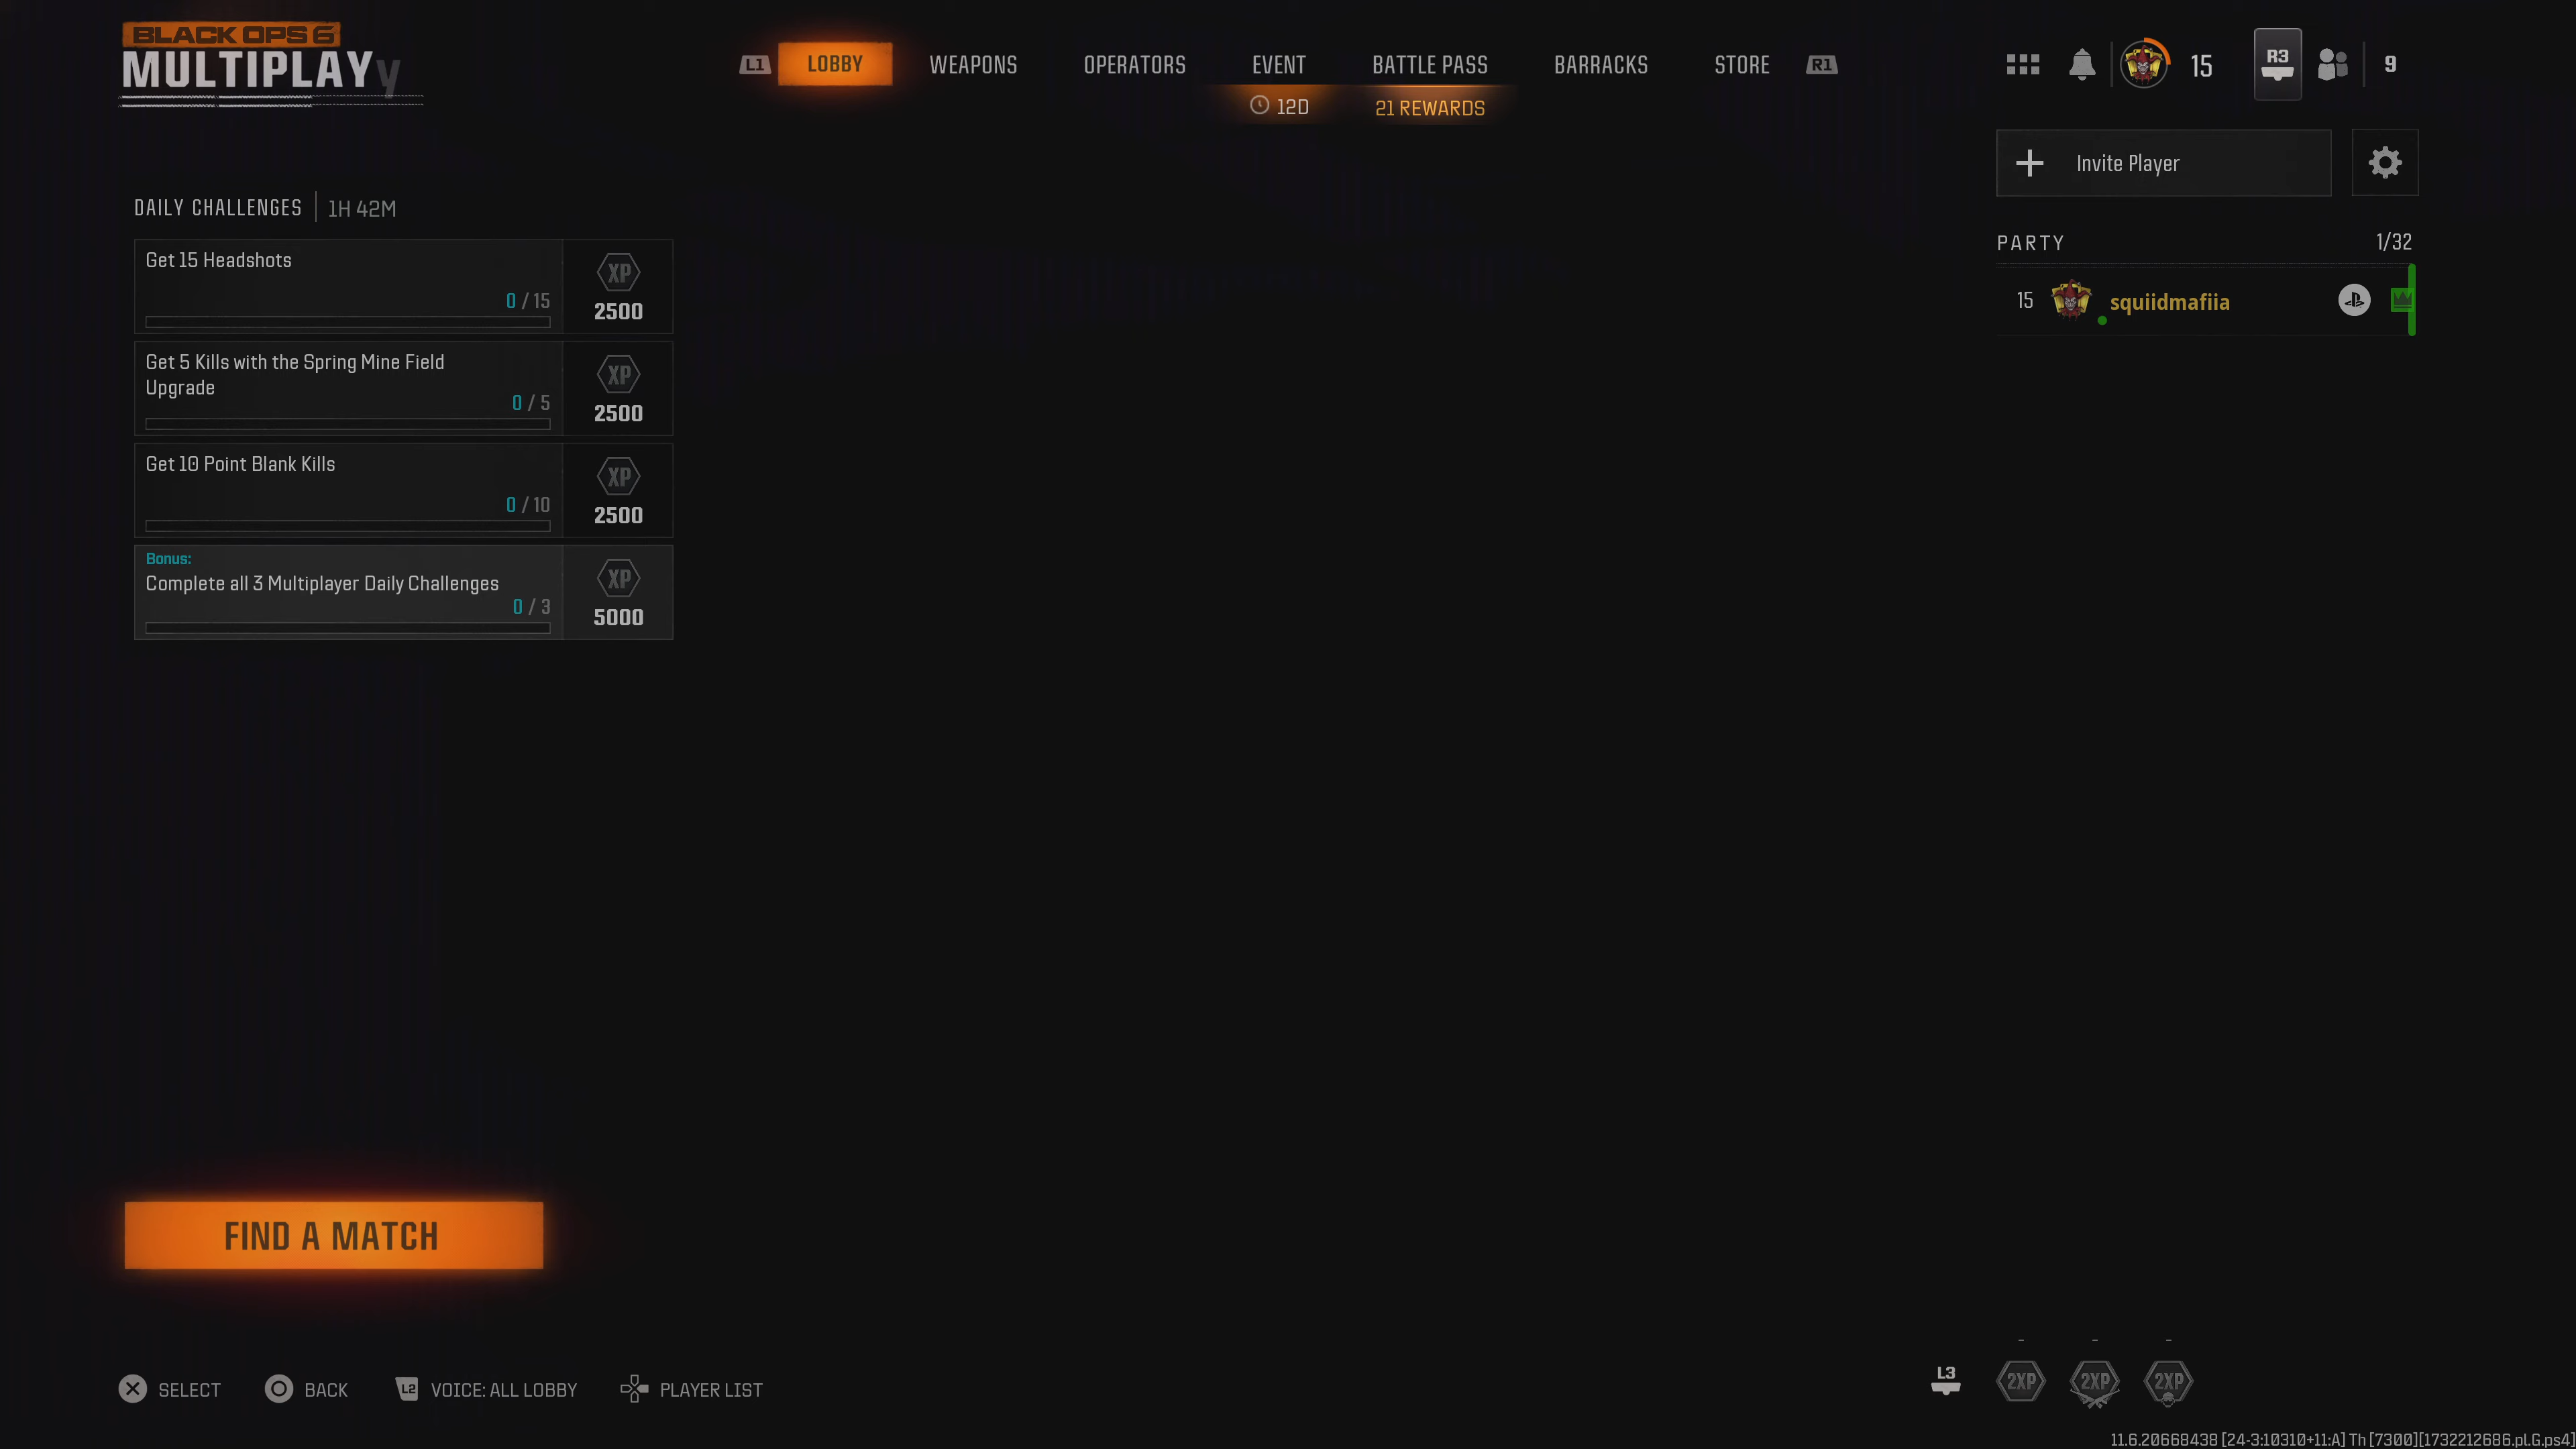 BLACK OPS 6
MULTIPLAYy
L1 LOBBY WEAPONS OPERATORS EVENT BATTLE PASS BARRACKS STORE R1
12D 21 REWARDS
15 R3 9
Invite Player
PARTY 1/32
15 squiidmafiia
DAILY CHALLENGES 1H 42M
Get 15 Headshots
0 / 15
XP
2500
Get 5 Kills with the Spring Mine Field
Upgrade
0 / 5
XP
2500
Get 10 Point Blank Kills
0 / 10
XP
2500
Bonus:
Complete all 3 Multiplayer Daily Challenges
0 / 3
XP
5000
FIND A MATCH
SELECT BACK L2 VOICE: ALL LOBBY PLAYER LIST
- - -
L3 2XP 2XP 2XP
11.6.20668438 [24-3:10310+11:A] Th [7300][1732212686.pl.G.ps4]